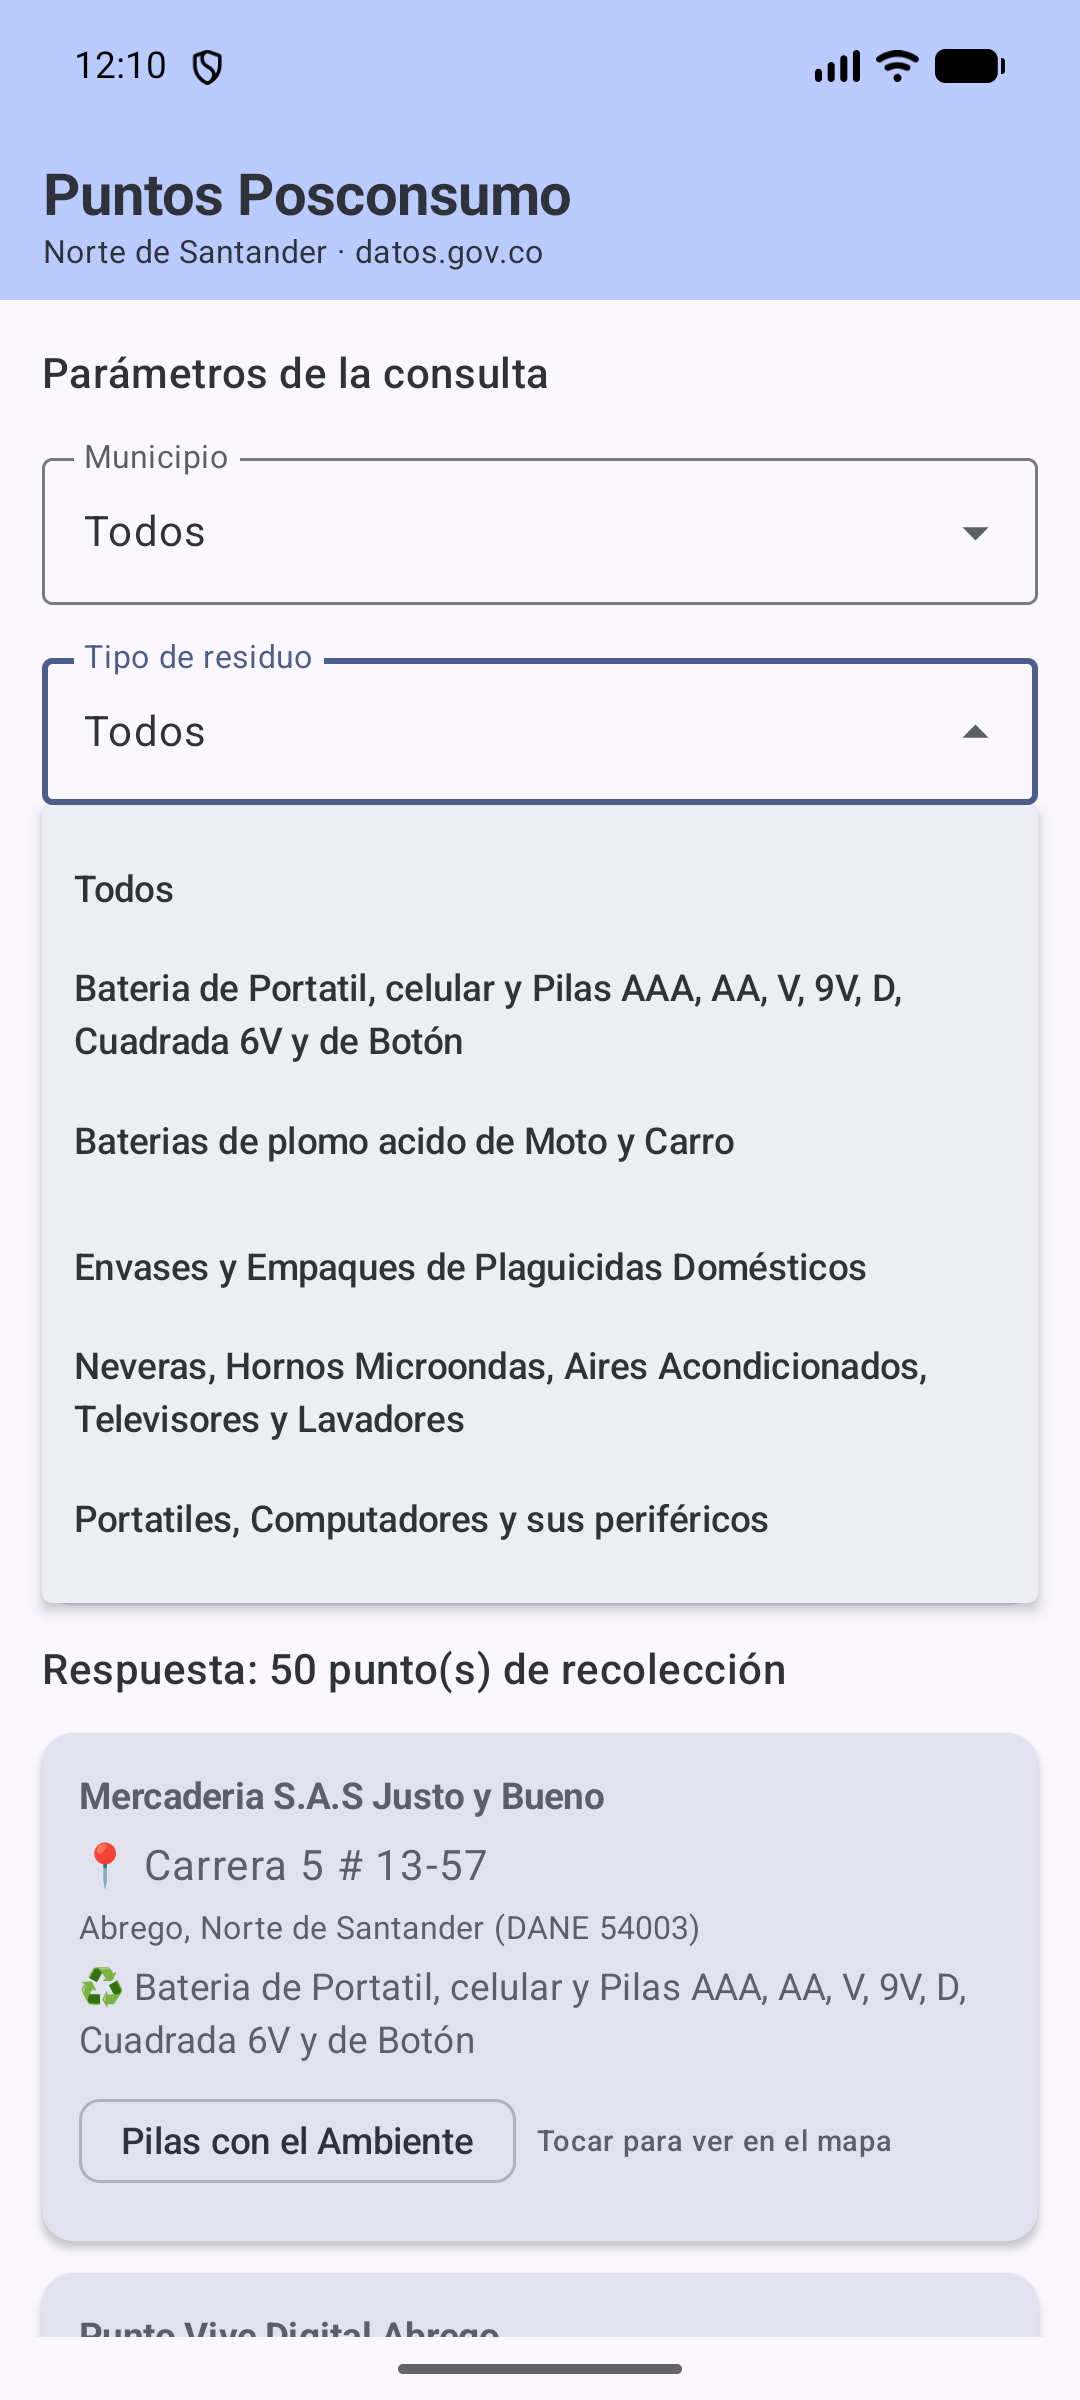 12:10
Puntos Posconsumo
Norte de Santander · datos.gov.co
Parámetros de la consulta
Municipio
Todos
Tipo de residuo
Todos
Todos
Bateria de Portatil, celular y Pilas AAA, AA, V, 9V, D,
Cuadrada 6V y de Botón
Baterias de plomo acido de Moto y Carro
Envases y Empaques de Plaguicidas Domésticos
Neveras, Hornos Microondas, Aires Acondicionados,
Televisores y Lavadores
Portatiles, Computadores y sus periféricos
Respuesta: 50 punto(s) de recolección
Mercaderia S.A.S Justo y Bueno
📍 Carrera 5 # 13-57
Abrego, Norte de Santander (DANE 54003)
♻️ Bateria de Portatil, celular y Pilas AAA, AA, V, 9V, D,
Cuadrada 6V y de Botón
Pilas con el Ambiente
Tocar para ver en el mapa
Punto Vive Digital Abrego